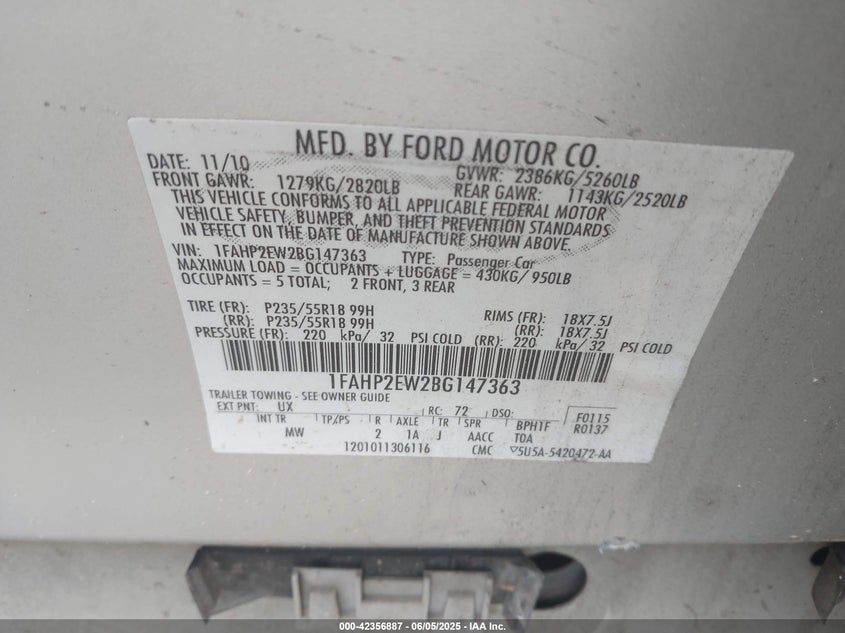 MFD. BY FORD MOTOR CO.
DATE: 11/10 GVWR: 2386KG/5260LB
FRONT GAWR: 1279KG/2820LB REAR GAWR: 1143KG/2520LB
THIS VEHICLE CONFORMS TO ALL APPLICABLE FEDERAL MOTOR
VEHICLE SAFETY, BUMPER, AND THEFT PREVENTION STANDARDS
IN EFFECT ON THE DATE OF MANUFACTURE SHOWN ABOVE.
VIN: 1FAHP2EW2BG147363 TYPE: Passenger Car
MAXIMUM LOAD = OCCUPANTS + LUGGAGE = 430KG/950LB
OCCUPANTS = 5 TOTAL; 2 FRONT, 3 REAR
TIRE (FR): P235/55R18 99H RIMS (FR): 18X7.5J
(RR): P235/55R18 99H (RR): 18X7.5J
PRESSURE (FR): 220 kPa/ 32 PSI COLD (RR): 220 kPa/ 32 PSI COLD
1FAHP2EW2BG147363
TRAILER TOWING - SEE OWNER GUIDE
EXT PNT: UX RC: 72 DSO: F0115
INT TR TP/PS R AXLE TR SPR BPH1F R0137
MW 2 1A J AACC TOA
1201011306116 CMC ▽5U5A-5420472-AA
000-42356887 - 06/05/2025 - IAA Inc.